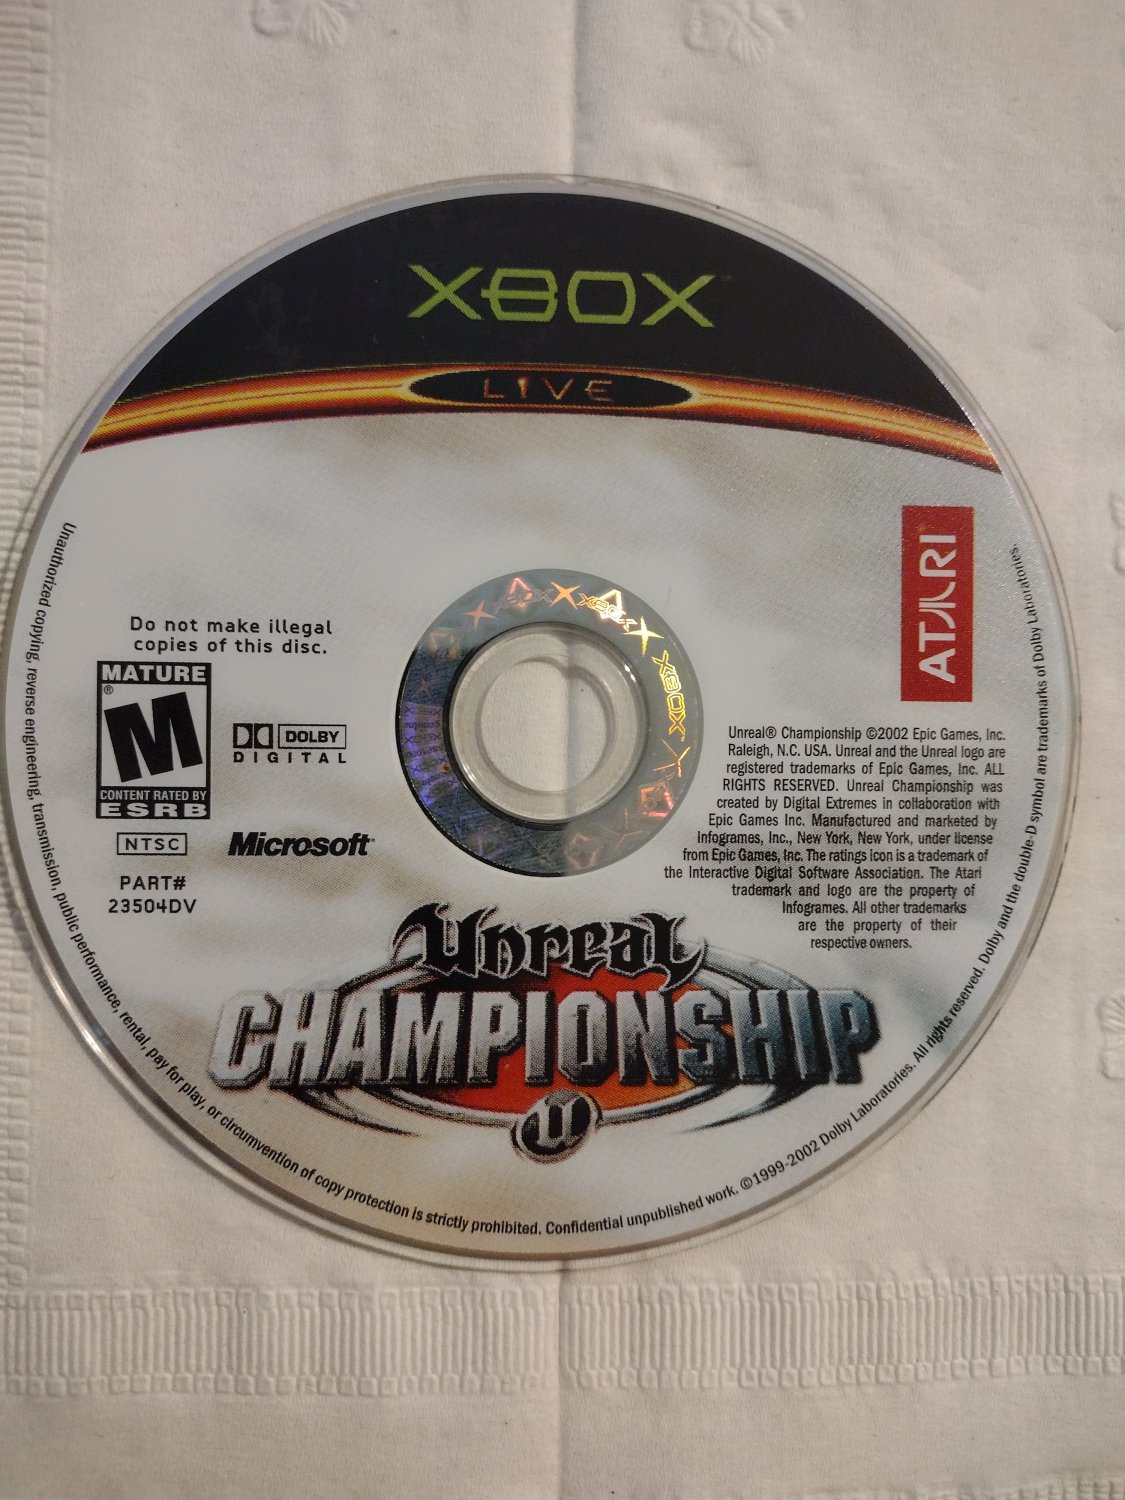 XBOX™
LIVE
ATARI
Do not make illegal
copies of this disc.
MATURE
M
®
CONTENT RATED BY
ESRB
DOLBY
DIGITAL
NTSC
Microsoft
PART#
23504DV
Unreal® Championship ©2002 Epic Games, Inc.
Raleigh, N.C. USA. Unreal and the Unreal logo are
registered trademarks of Epic Games, Inc. ALL
RIGHTS RESERVED. Unreal Championship was
created by Digital Extremes in collaboration with
Epic Games Inc. Manufactured and marketed by
Infogrames, Inc., New York, New York, under license
from Epic Games, Inc. The ratings icon is a trademark of
the Interactive Digital Software Association. The Atari
trademark and logo are the property of
Infogrames. All other trademarks
are the property of their
respective owners.
XBOX
XBOX
XBOX
Unreal
CHAMPIONSHIP
U
Unauthorized copying, reverse engineering, transmission, public performance, rental, pay for play, or circumvention of copy protection is strictly prohibited. Confidential unpublished work. ©1999-2002 Dolby Laboratories. All rights reserved. Dolby and the double-D symbol are trademarks of Dolby Laboratories.